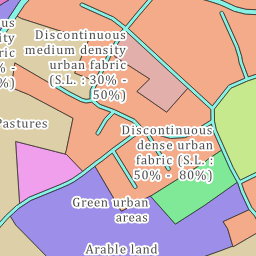 Discontinuous
medium density
urban fabric
(S.L. : 30% -
50%)
Pastures
Discontinuous
dense urban
fabric (S.L. :
50% - 80%)
Green urban
areas
Arable land